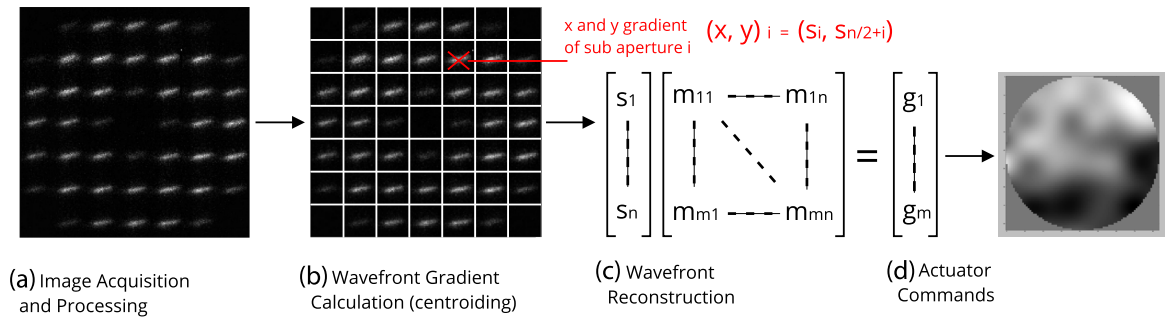 x and y gradient
of sub aperture i
(x, y) i = (si, sn/2+i)
s1
sn
m11
m1n
mm1
mmn
=
g1
gm
(a) Image Acquisition
and Processing
(b) Wavefront Gradient
Calculation (centroiding)
(c) Wavefront
Reconstruction
(d) Actuator
Commands